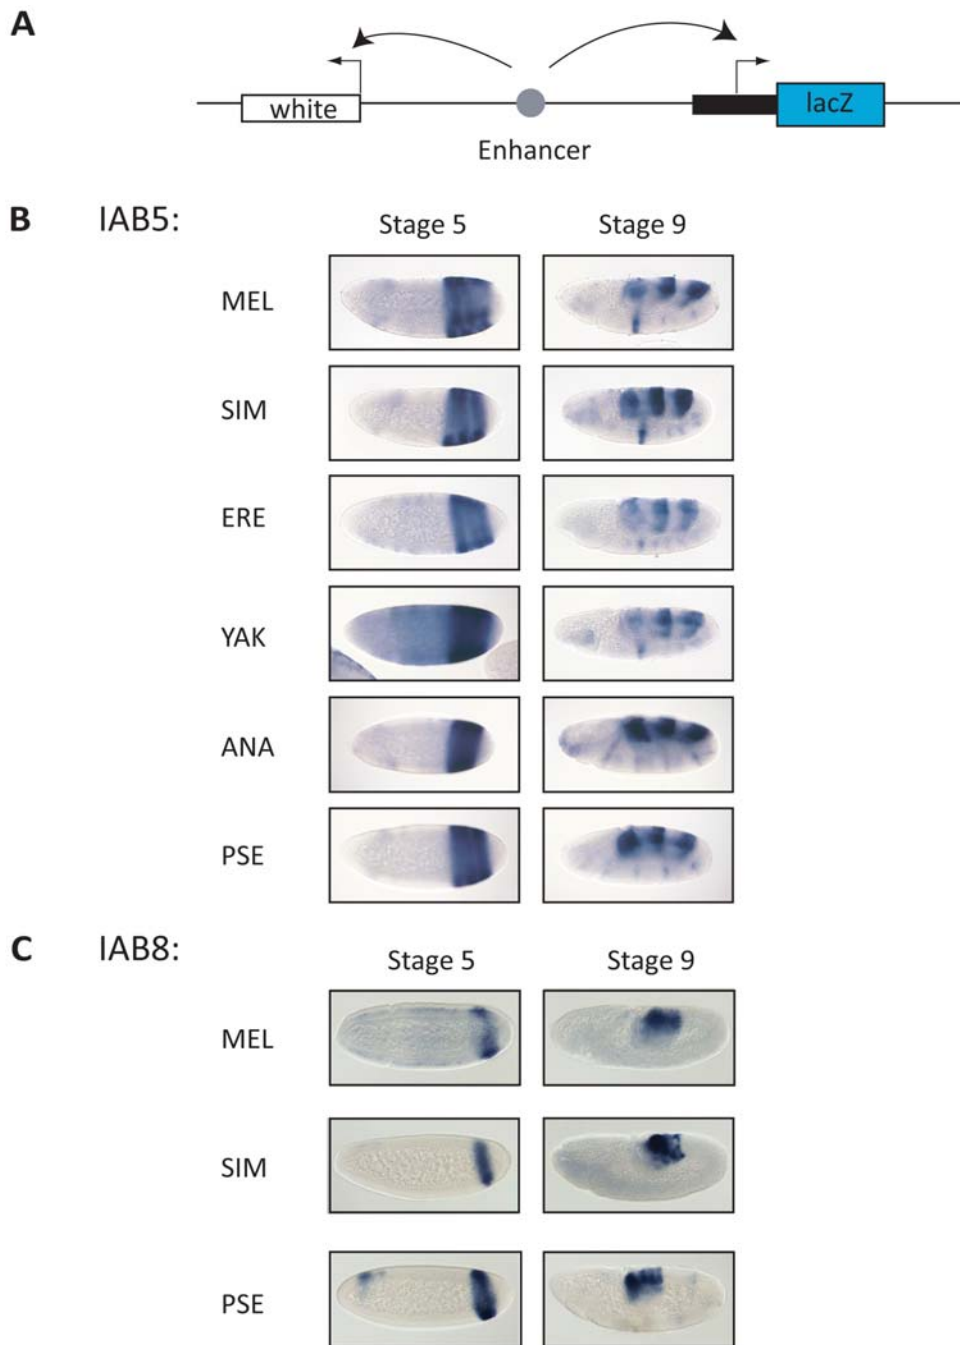 A
white
lacZ
Enhancer
B IAB5:
Stage 5 Stage 9
MEL
SIM
ERE
YAK
ANA
PSE
C IAB8:
Stage 5 Stage 9
MEL
SIM
PSE